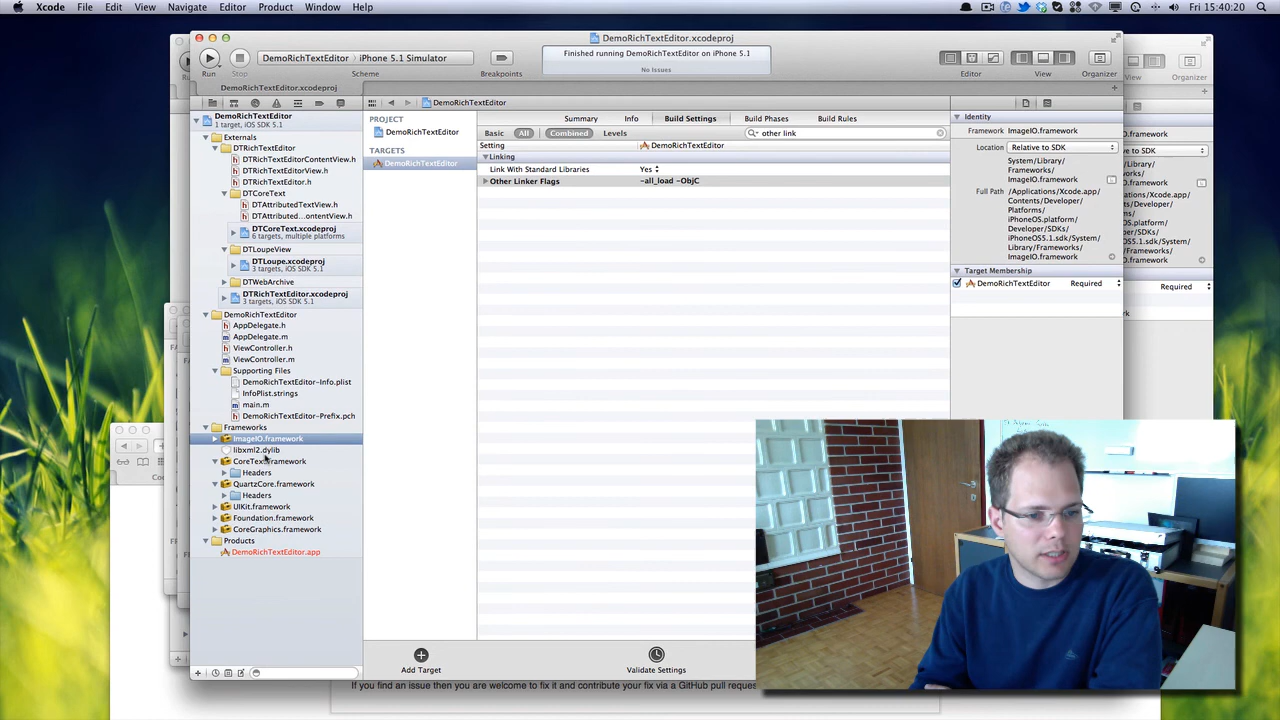 Xcode File Edit View Navigate Editor Product Window Help Fri 15:40:20
DemoRichTextEditor.xcodeproj
DemoRichTextEditor iPhone 5.1 Simulator
Finished running DemoRichTextEditor on iPhone 5.1
No Issues
Run Stop Scheme Breakpoints Editor View Organizer
View Organizer
DemoRichTextEditor.xcodeproj
DemoRichTextEditor
1 target, iOS SDK 5.1
Externals
DTRichTextEditor
DTRichTextEditorContentView.h
DTRichTextEditorView.h
DTRichTextEditor.h
DTCoreText
DTAttributedTextView.h
DTAttributed...ontentView.h
DTCoreText.xcodeproj
6 targets, multiple platforms
DTLoupeView
DTLoupe.xcodeproj
3 targets, iOS SDK 5.1
DTWebArchive
DTRichTextEditor.xcodeproj
3 targets, iOS SDK 5.1
DemoRichTextEditor
AppDelegate.h
AppDelegate.m
ViewController.h
ViewController.m
Supporting Files
DemoRichTextEditor-Info.plist
InfoPlist.strings
main.m
DemoRichTextEditor-Prefix.pch
Frameworks
ImageIO.framework
libxml2.dylib
CoreText.framework
Headers
QuartzCore.framework
Headers
UIKit.framework
Foundation.framework
CoreGraphics.framework
Products
DemoRichTextEditor.app
DemoRichTextEditor
PROJECT
DemoRichTextEditor
TARGETS
DemoRichTextEditor
Summary Info Build Settings Build Phases Build Rules
Basic All Combined Levels other link
Setting DemoRichTextEditor
Linking
Link With Standard Libraries Yes
Other Linker Flags -all_load -ObjC
Add Target Validate Settings
Identity
Framework ImageIO.framework
Location Relative to SDK
System/Library/
Frameworks/
ImageIO.framework
Full Path /Applications/Xcode.app/
Contents/Developer/
Platforms/
iPhoneOS.platform/
Developer/SDKs/
iPhoneOS5.1.sdk/System/
Library/Frameworks/
ImageIO.framework
Target Membership
DemoRichTextEditor Required
Required
If you find an issue then you are welcome to fix it and contribute your fix via a GitHub pull reques